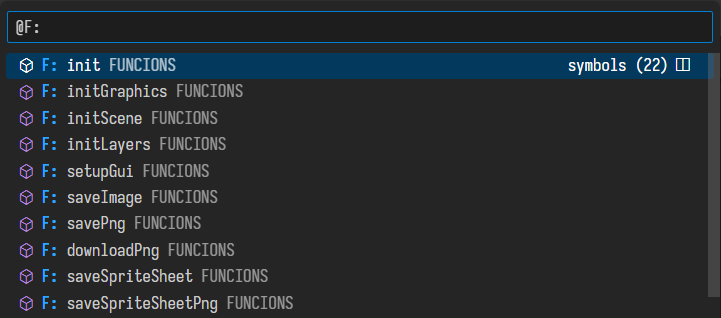 @F:
F: init FUNCIONS symbols (22)
F: initGraphics FUNCIONS
F: initScene FUNCIONS
F: initLayers FUNCIONS
F: setupGui FUNCIONS
F: saveImage FUNCIONS
F: savePng FUNCIONS
F: downloadPng FUNCIONS
F: saveSpriteSheet FUNCIONS
F: saveSpriteSheetPng FUNCIONS